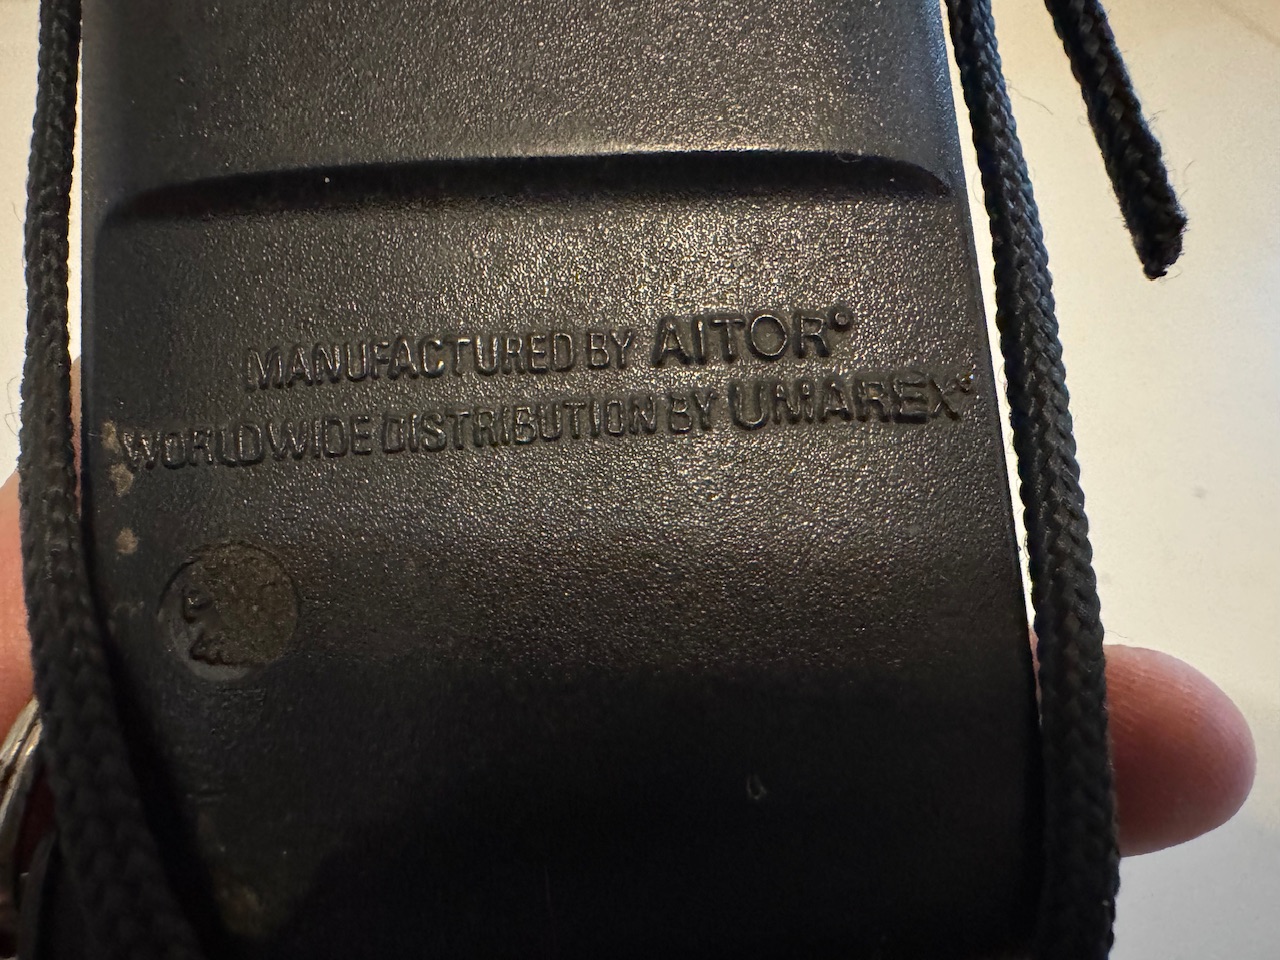 MANUFACTURED BY AITOR®
WORLDWIDE DISTRIBUTION BY UMAREX®